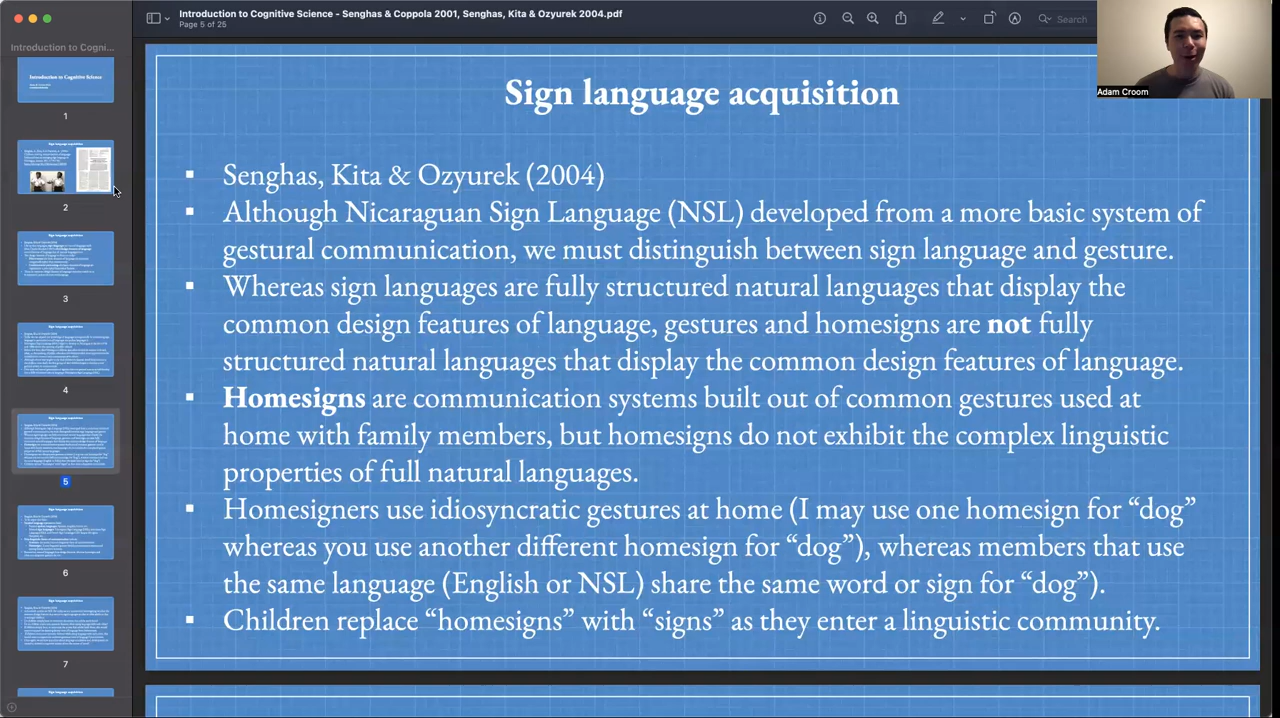 Introduction to Cognitive Science - Senghas & Coppola 2001, Senghas, Kita & Ozyurek 2004.pdf
Page 5 of 25
Search
Introduction to Cogni...
Introduction to Cognitive Science
1
2
3
4
5
6
7
Adam Croom
Sign language acquisition
Senghas, Kita & Ozyurek (2004)
Although Nicaraguan Sign Language (NSL) developed from a more basic system of
gestural communication, we must distinguish between sign language and gesture.
Whereas sign languages are fully structured natural languages that display the
common design features of language, gestures and homesigns are not fully
structured natural languages that display the common design features of language.
Homesigns are communication systems built out of common gestures used at
home with family members, but homesigns do not exhibit the complex linguistic
properties of full natural languages.
Homesigners use idiosyncratic gestures at home (I may use one homesign for “dog”
whereas you use another different homesign for “dog”), whereas members that use
the same language (English or NSL) share the same word or sign for “dog”).
Children replace “homesigns” with “signs” as they enter a linguistic community.